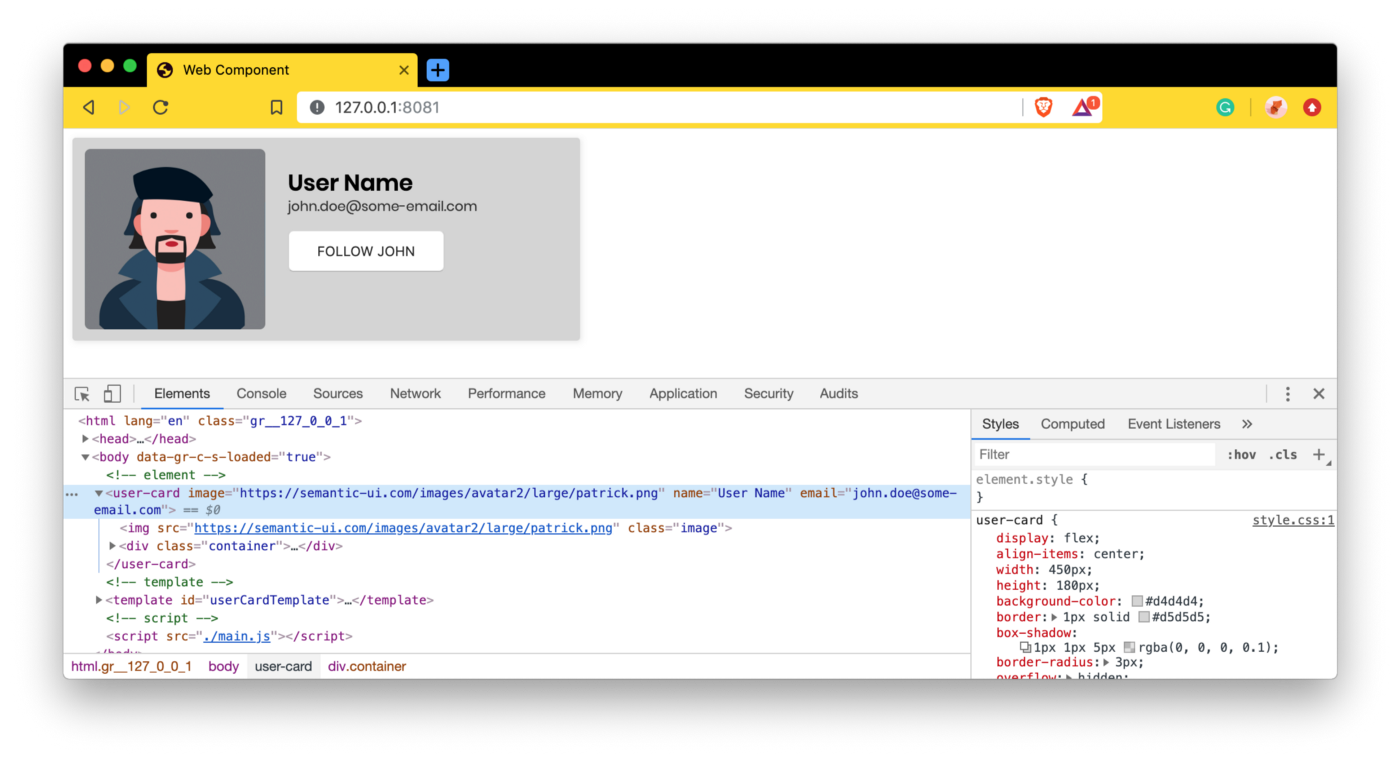 Web Component
127.0.0.1:8081
1
User Name
john.doe@some-email.com
FOLLOW JOHN
Elements Console Sources Network Performance Memory Application Security Audits
<html lang="en" class="gr__127_0_0_1">
<head>…</head>
<body data-gr-c-s-loaded="true">
<!-- element -->
<user-card image="https://semantic-ui.com/images/avatar2/large/patrick.png" name="User Name" email="john.doe@some-
email.com"> == $0
<img src="https://semantic-ui.com/images/avatar2/large/patrick.png" class="image">
<div class="container">…</div>
</user-card>
<!-- template -->
<template id="userCardTemplate">…</template>
<!-- script -->
<script src="./main.js"></script>
</body>
html.gr__127_0_0_1 body user-card div.container
Styles Computed Event Listeners »
Filter :hov .cls +
element.style {
}
user-card { style.css:1
display: flex;
align-items: center;
width: 450px;
height: 180px;
background-color: #d4d4d4;
border: 1px solid #d5d5d5;
box-shadow:
1px 1px 5px rgba(0, 0, 0, 0.1);
border-radius: 3px;
overflow: hidden;